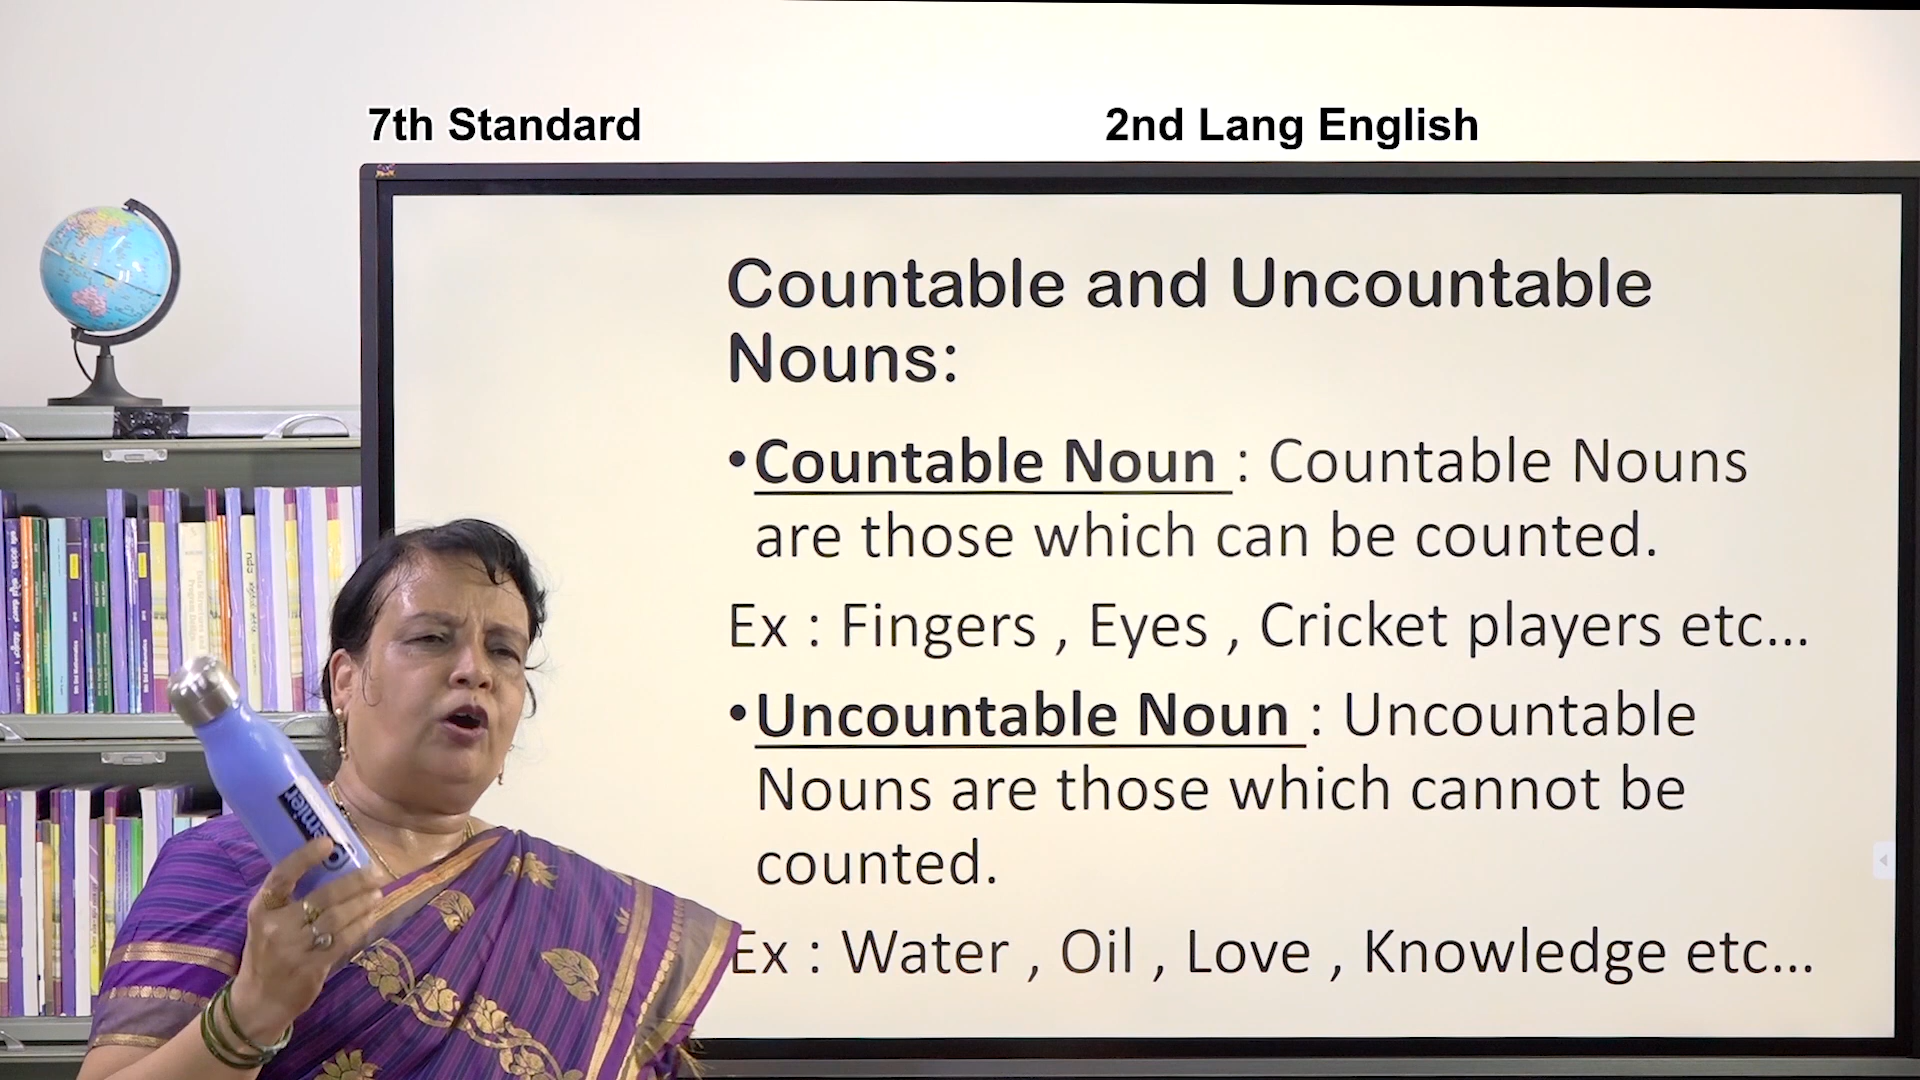 7th Standard
2nd Lang English
Countable and Uncountable
Nouns:
•Countable Noun : Countable Nouns
are those which can be counted.
Ex : Fingers , Eyes , Cricket players etc...
•Uncountable Noun : Uncountable
Nouns are those which cannot be
counted.
Ex : Water , Oil , Love , Knowledge etc...
emier